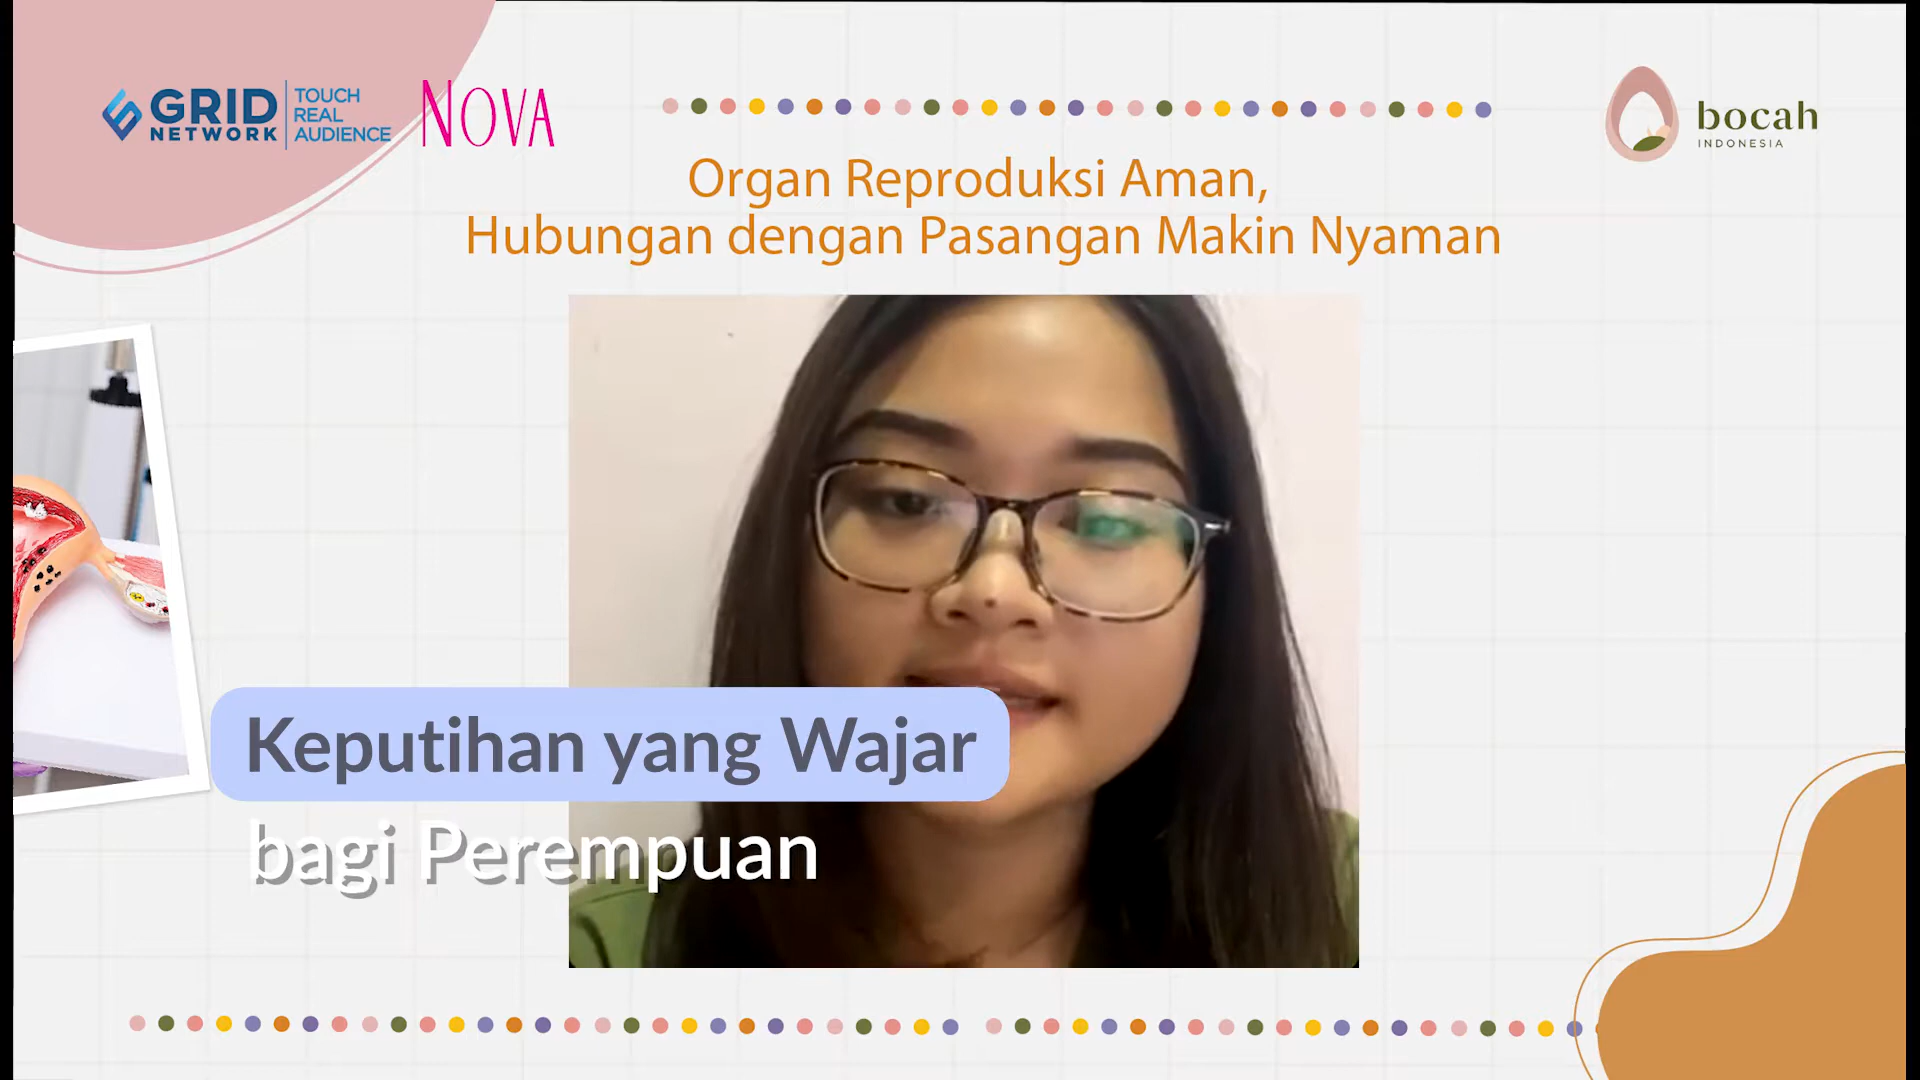 GRID
NETWORK
TOUCH
REAL
AUDIENCE
NOVA
bocah
INDONESIA
Organ Reproduksi Aman,
Hubungan dengan Pasangan Makin Nyaman
Keputihan yang Wajar
bagi Perempuan